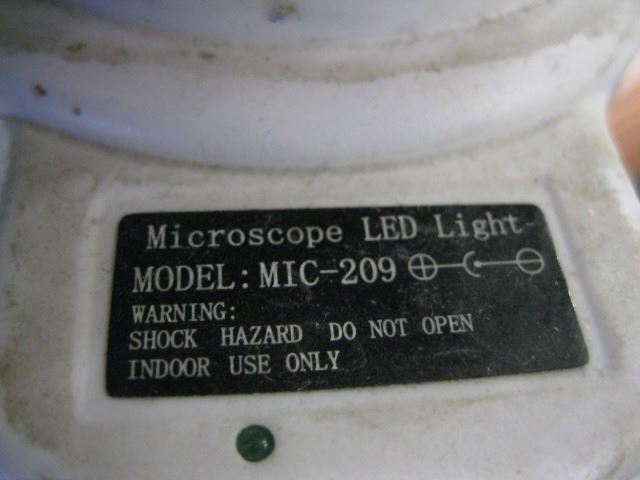 Microscope LED Light
MODEL: MIC-209
WARNING:
SHOCK HAZARD DO NOT OPEN
INDOOR USE ONLY